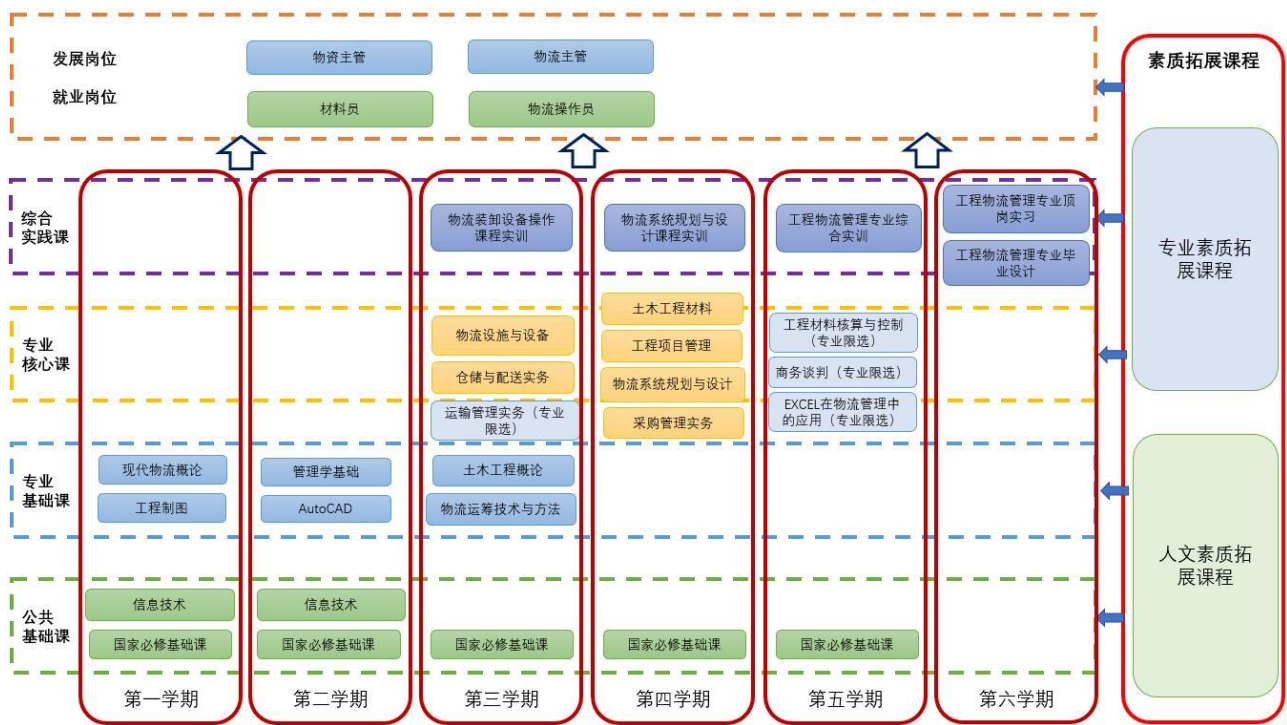 发展岗位
物资主管
物流主管
就业岗位
材料员
物流操作员
素质拓展课程
专业素质拓
展课程
人文素质拓
展课程
综合
实践课
物流装卸设备操作
课程实训
物流系统规划与设
计课程实训
工程物流管理专业综
合实训
工程物流管理专业顶
岗实习
工程物流管理专业毕
业设计
专业
核心课
物流设施与设备
仓储与配送实务
运输管理实务（专业
限选）
土木工程材料
工程项目管理
物流系统规划与设计
采购管理实务
工程材料核算与控制
（专业限选）
商务谈判（专业限选）
EXCEL在物流管理中
的应用（专业限选）
专业
基础课
现代物流概论
工程制图
管理学基础
AutoCAD
土木工程概论
物流运筹技术与方法
公共
基础课
信息技术
国家必修基础课
信息技术
国家必修基础课
国家必修基础课
国家必修基础课
国家必修基础课
第一学期
第二学期
第三学期
第四学期
第五学期
第六学期